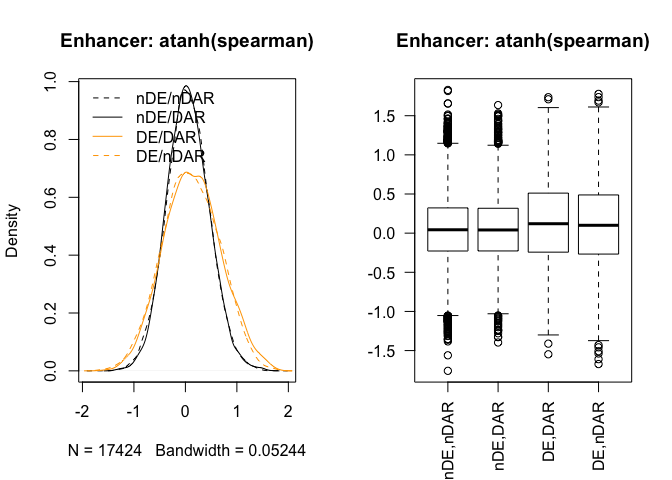 Enhancer: atanh(spearman)
Density
1.0
0.8
0.6
0.4
0.2
0.0
nDE/nDAR
nDE/DAR
DE/DAR
DE/nDAR
-2
-1
0
1
2
N = 17424 Bandwidth = 0.05244
Enhancer: atanh(spearman)
1.5
1.0
0.5
0.0
-0.5
-1.0
-1.5
nDE,nDAR
nDE,DAR
DE,DAR
DE,nDAR